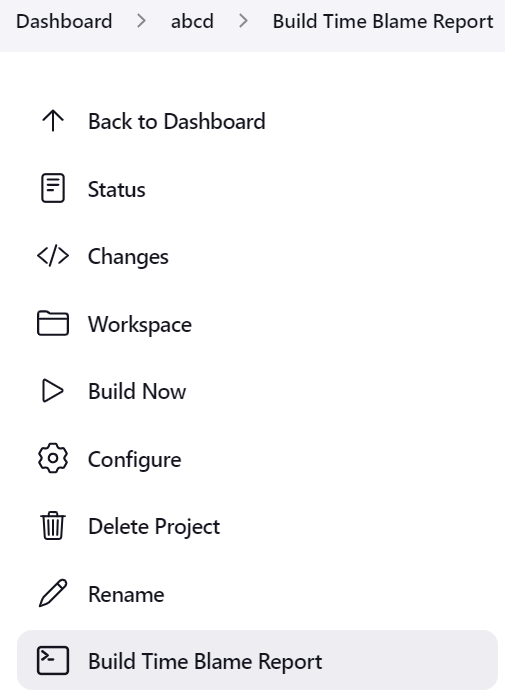 Dashboard > abcd > Build Time Blame Report
Back to Dashboard
Status
Changes
Workspace
Build Now
Configure
Delete Project
Rename
Build Time Blame Report